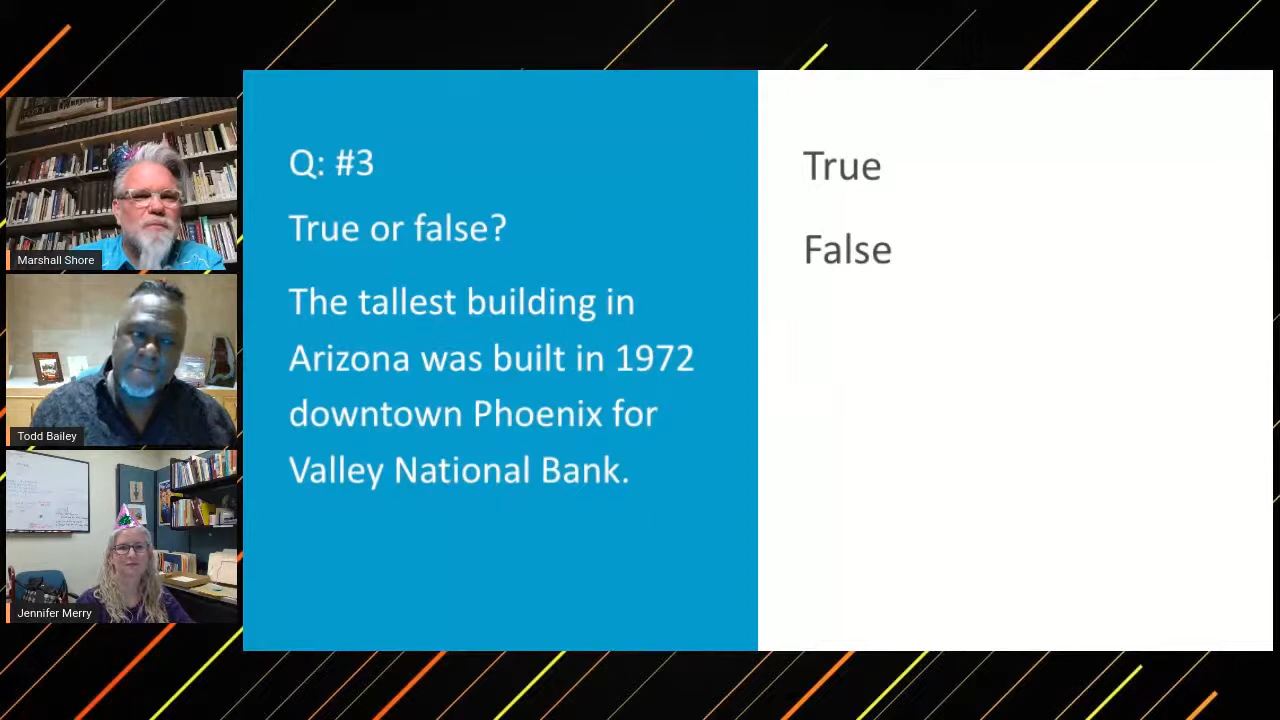 Marshall Shore
Todd Bailey
Jennifer Merry
Q: #3
True or false?
The tallest building in
Arizona was built in 1972
downtown Phoenix for
Valley National Bank.
True
False